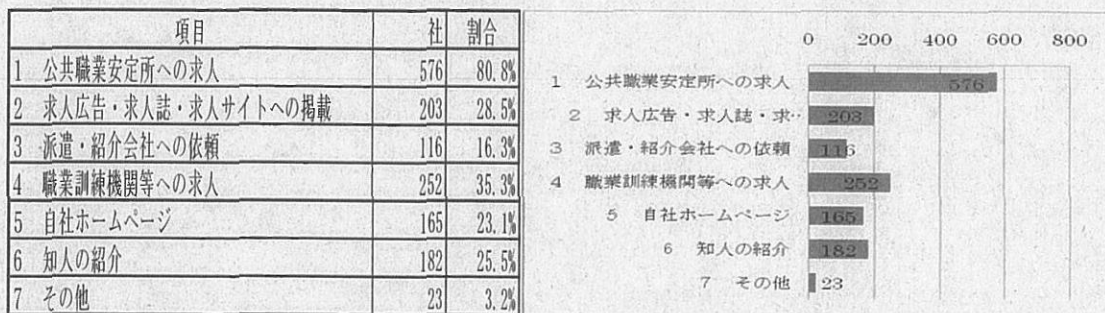 項目 社 割合
1 公共職業安定所への求人 576 80.8%
2 求人広告・求人誌・求人サイトへの掲載 203 28.5%
3 派遣・紹介会社への依頼 116 16.3%
4 職業訓練機関等への求人 252 35.3%
5 自社ホームページ 165 23.1%
6 知人の紹介 182 25.5%
7 その他 23 3.2%
0 200 400 600 800
1 公共職業安定所への求人 576
2 求人広告・求人誌・求… 203
3 派遣・紹介会社への依頼 116
4 職業訓練機関等への求人 252
5 自社ホームページ 165
6 知人の紹介 182
7 その他 23